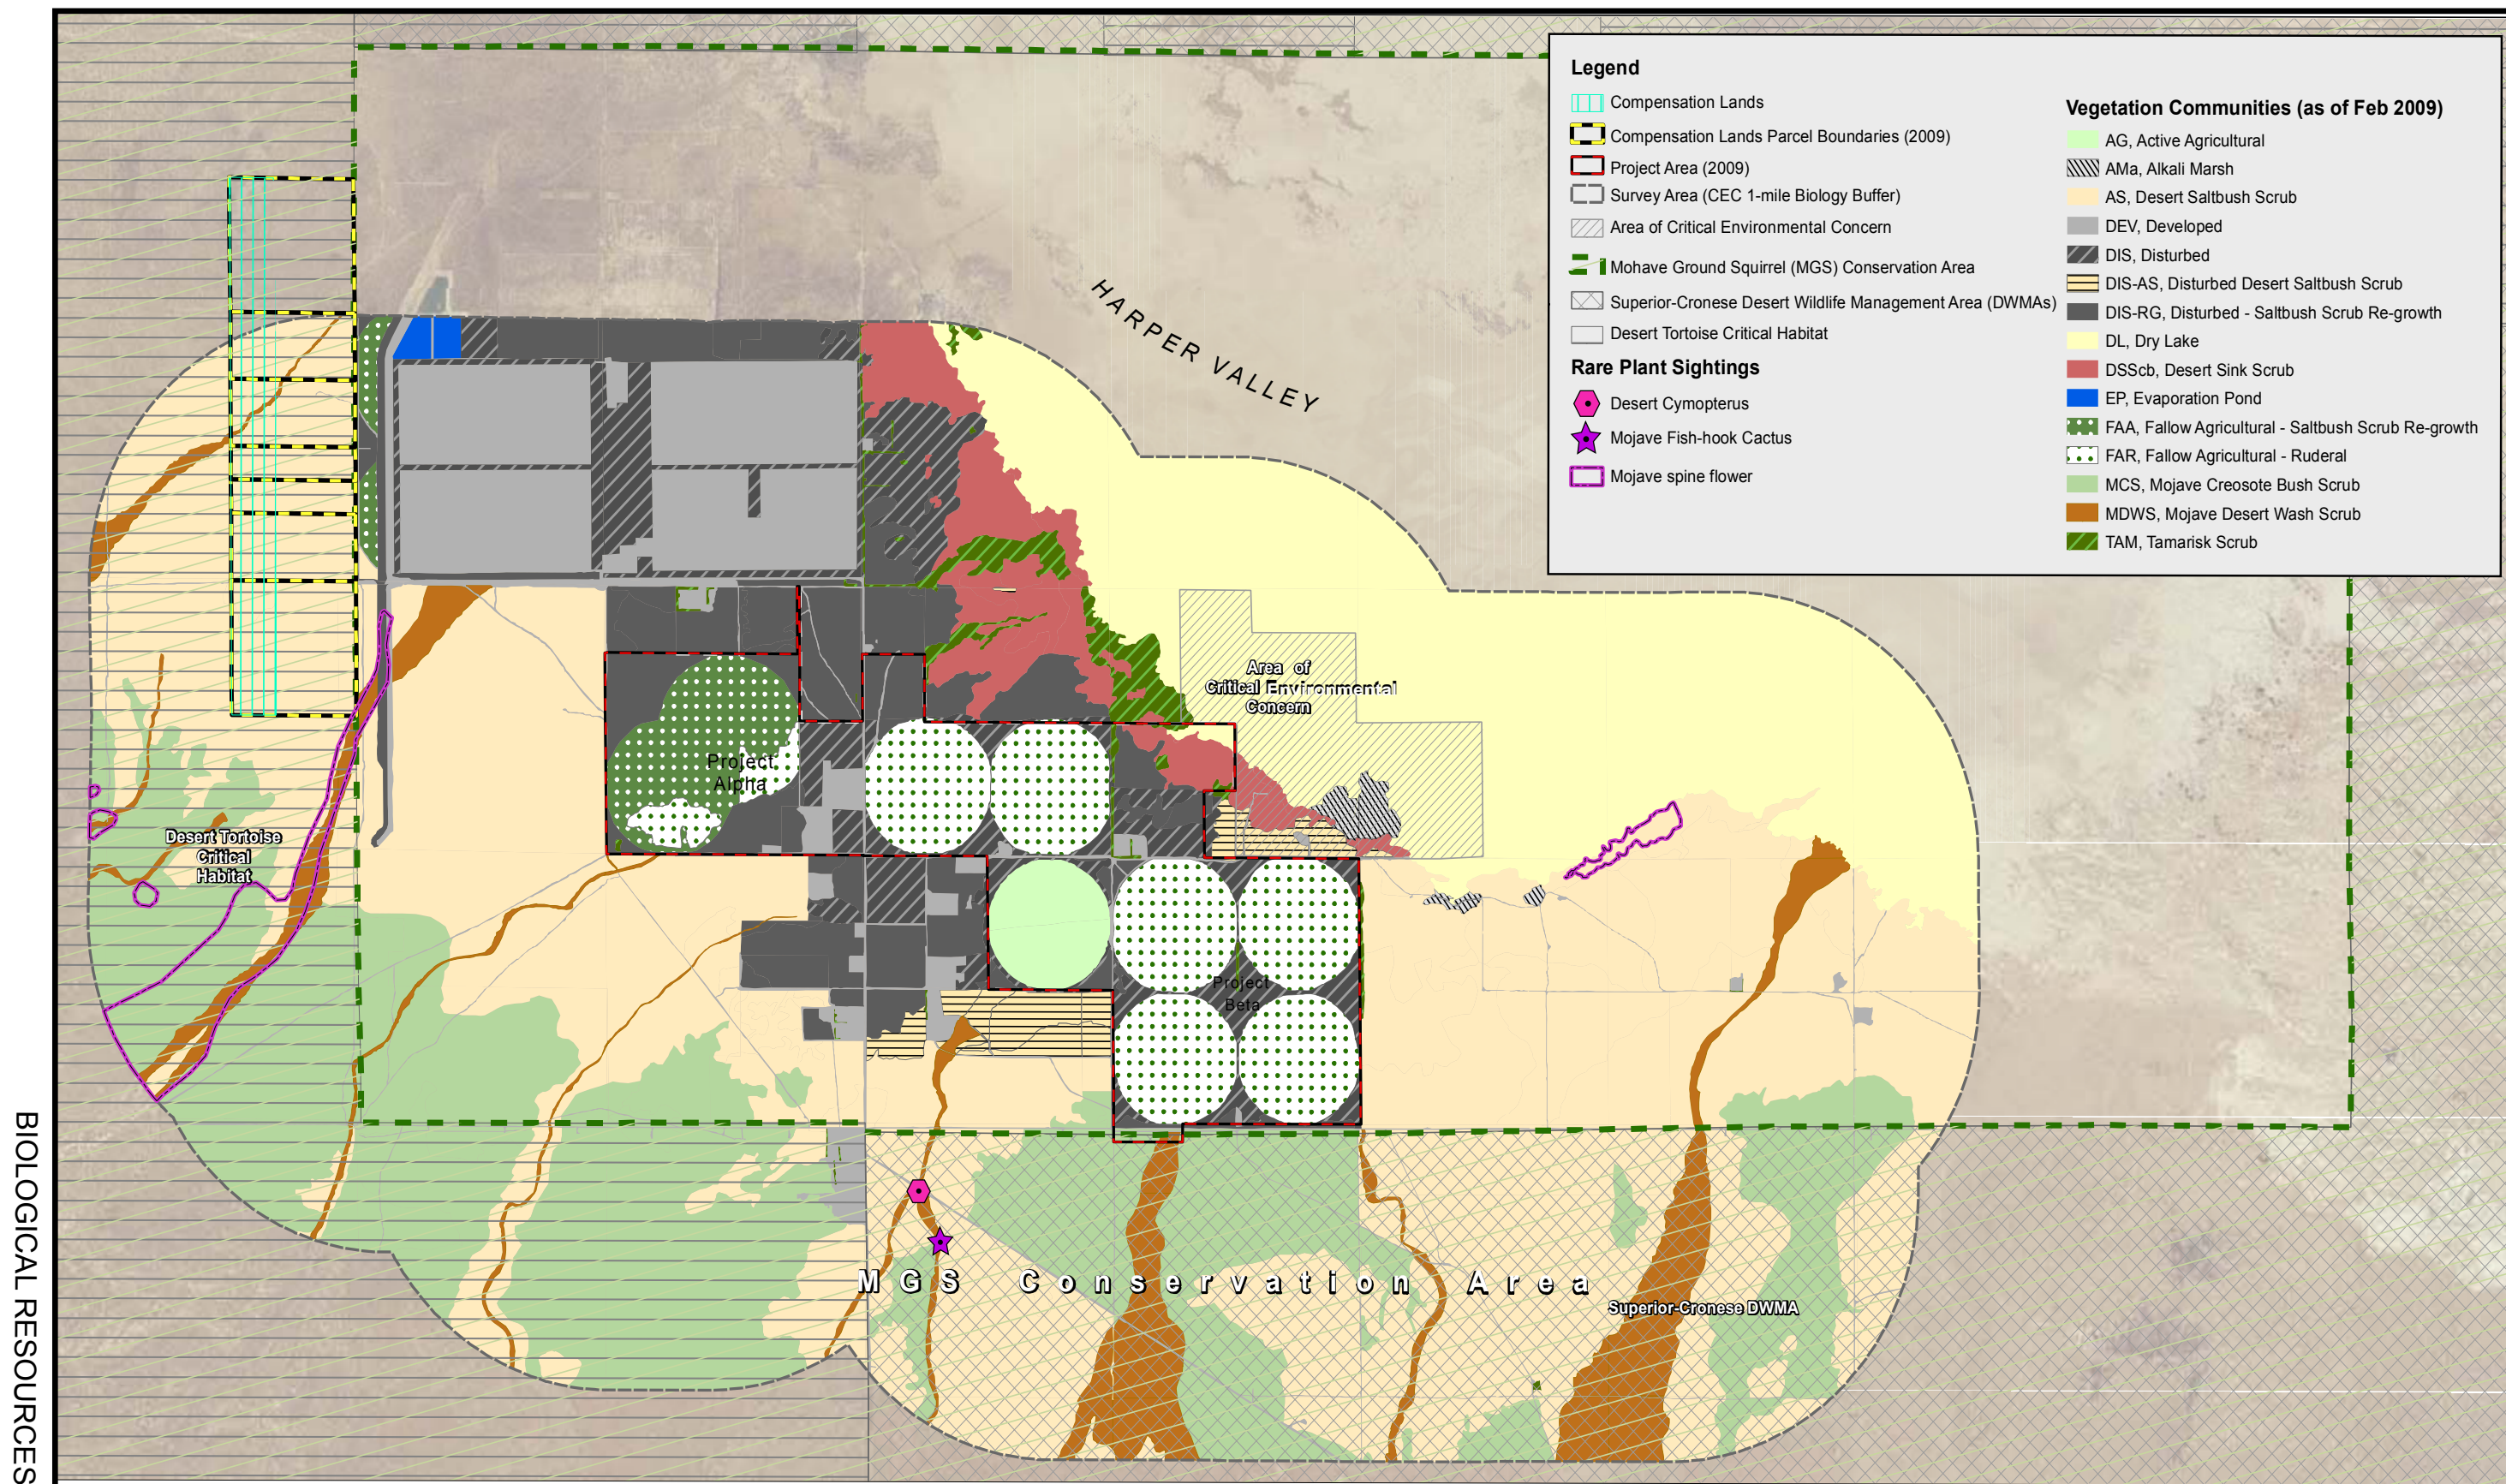 Legend
Compensation Lands
Compensation Lands Parcel Boundaries (2009)
Project Area (2009)
Survey Area (CEC 1-mile Biology Buffer)
Area of Critical Environmental Concern
Mohave Ground Squirrel (MGS) Conservation Area
Superior-Cronese Desert Wildlife Management Area (DWMAs)
Desert Tortoise Critical Habitat
Rare Plant Sightings
Desert Cymopterus
Mojave Fish-hook Cactus
Mojave spine flower
Vegetation Communities (as of Feb 2009)
AG, Active Agricultural
AMa, Alkali Marsh
AS, Desert Saltbush Scrub
DEV, Developed
DIS, Disturbed
DIS-AS, Disturbed Desert Saltbush Scrub
DIS-RG, Disturbed - Saltbush Scrub Re-growth
DL, Dry Lake
DSScb, Desert Sink Scrub
EP, Evaporation Pond
FAA, Fallow Agricultural - Saltbush Scrub Re-growth
FAR, Fallow Agricultural - Ruderal
MCS, Mojave Creosote Bush Scrub
MDWS, Mojave Desert Wash Scrub
TAM, Tamarisk Scrub
HARPER VALLEY
Area of
Critical Environmental
Concern
Project
Alpha
Desert Tortoise
Critical
Habitat
Project
Beta
MGS Conservation Area
Superior-Cronese DWMA
BIOLOGICAL RESOURCES